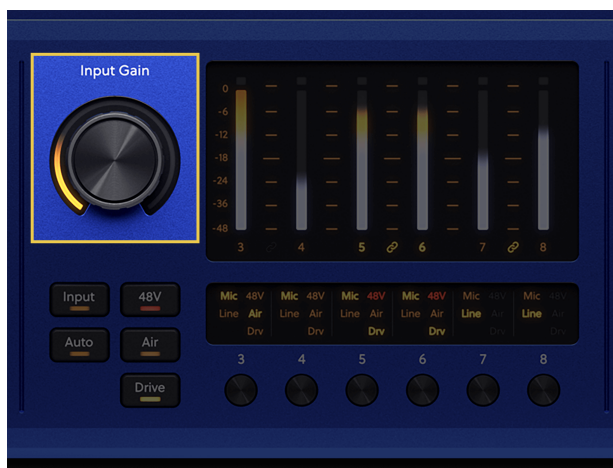 Input Gain
0
-6
-12
-18
-24
-36
-48
3 4 5 6 7 8
Input 48V
Auto Air
Drive
Mic 48V Mic 48V Mic 48V Mic 48V Mic 48V Mic 48V
Line Air Line Air Line Air Line Air Line Air Line Air
Drv Drv Drv Drv Drv Drv
3 4 5 6 7 8